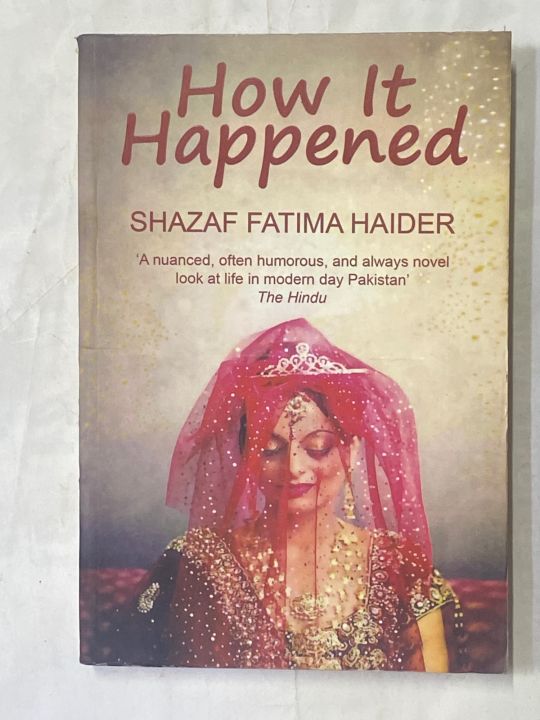 How It
Happened
SHAZAF FATIMA HAIDER
‘A nuanced, often humorous, and always novel
look at life in modern day Pakistan’
The Hindu